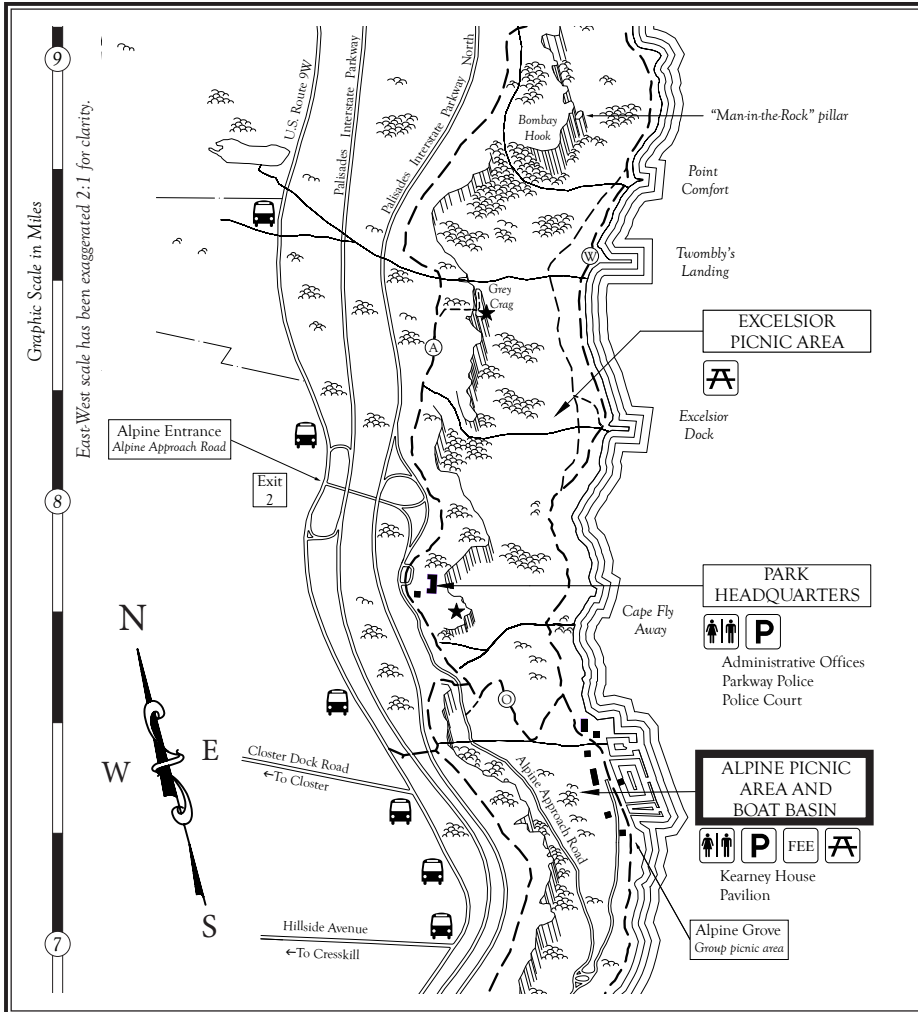 9
Graphic Scale in Miles
East-West scale has been exaggerated 2:1 for clarity.
8
7
U.S. Route 9W
Palisades Interstate Parkway
Palisades Interstate Parkway North
Bombay
Hook
"Man-in-the-Rock" pillar
Point
Comfort
W
Twombly's
Landing
Grey
Crag
A
EXCELSIOR
PICNIC AREA
Excelsior
Dock
Alpine Entrance
Alpine Approach Road
Exit
2
PARK
HEADQUARTERS
P
Administrative Offices
Parkway Police
Police Court
Cape Fly
Away
N
W
E
S
O
Closter Dock Road
←To Closter
Alpine Approach Road
ALPINE PICNIC
AREA AND
BOAT BASIN
P
FEE
Kearney House
Pavilion
Alpine Grove
Group picnic area
Hillside Avenue
←To Cresskill